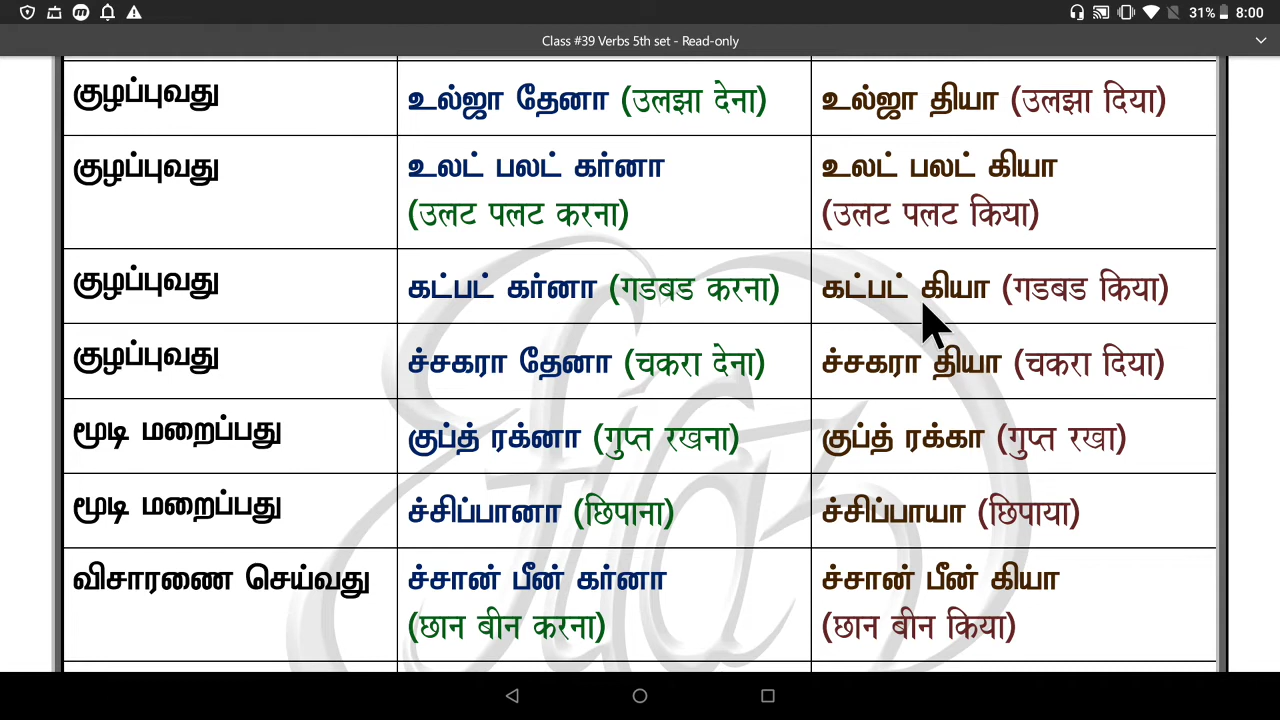 31% 8:00
Class #39 Verbs 5th set - Read-only
குழப்புவது உல்ஜா தேனா (उलझा देना) உல்ஜா தியா (उलझा दिया)
குழப்புவது உலட் பலட் கர்னா உலட் பலட் கியா
(उलट पलट करना) (उलट पलट किया)
குழப்புவது கட்பட் கர்னா (गडबड करना) கட்பட் கியா (गडबड किया)
குழப்புவது ச்சகரா தேனா (चकरा देना) ச்சகரா தியா (चकरा दिया)
மூடி மறைப்பது குப்த் ரக்னா (गुप्त रखना) குப்த் ரக்கா (गुप्त रखा)
மூடி மறைப்பது ச்சிப்பானா (छिपाना) ச்சிப்பாயா (छिपाया)
விசாரணை செய்வது ச்சான் பீன் கர்னா ச்சான் பீன் கியா
(छान बीन करना) (छान बीन किया)